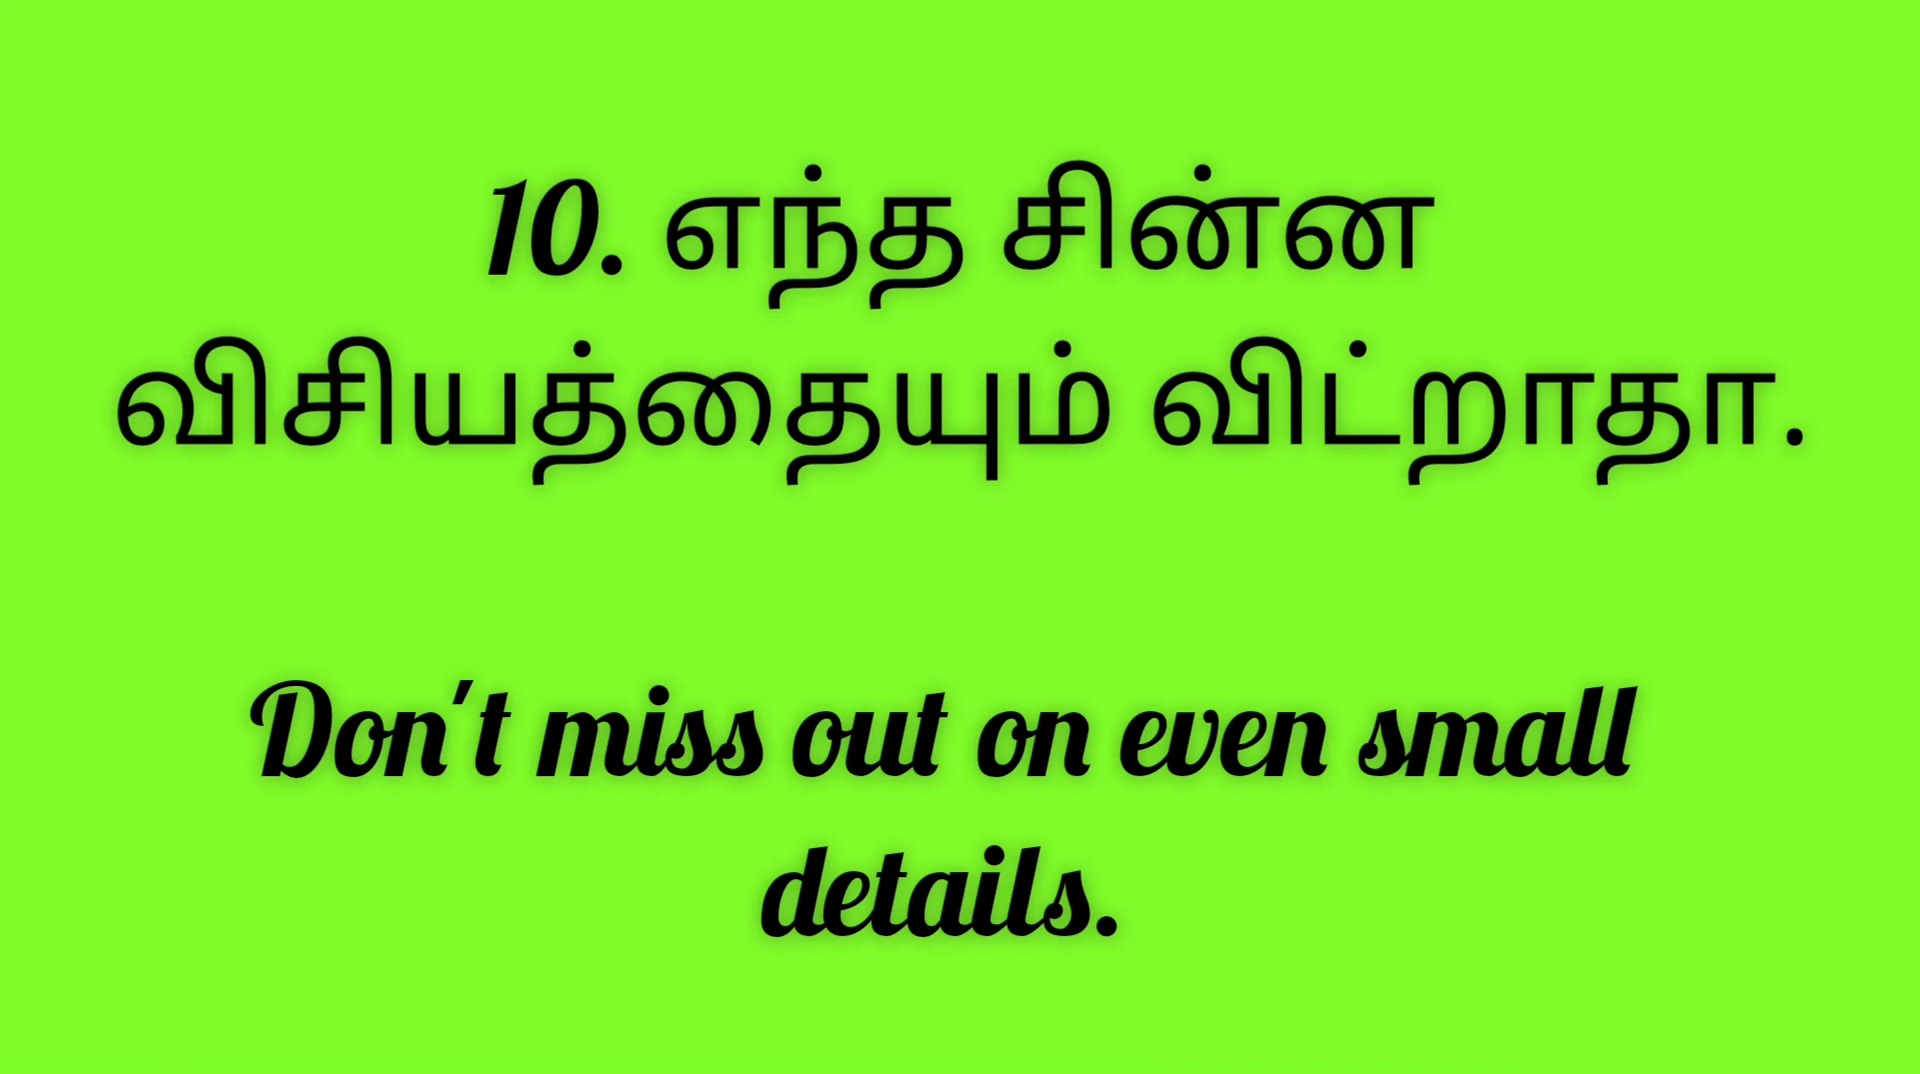 10. எந்த சின்ன
விசியத்தையும் விட்றாதா.
Don't miss out on even small
details.